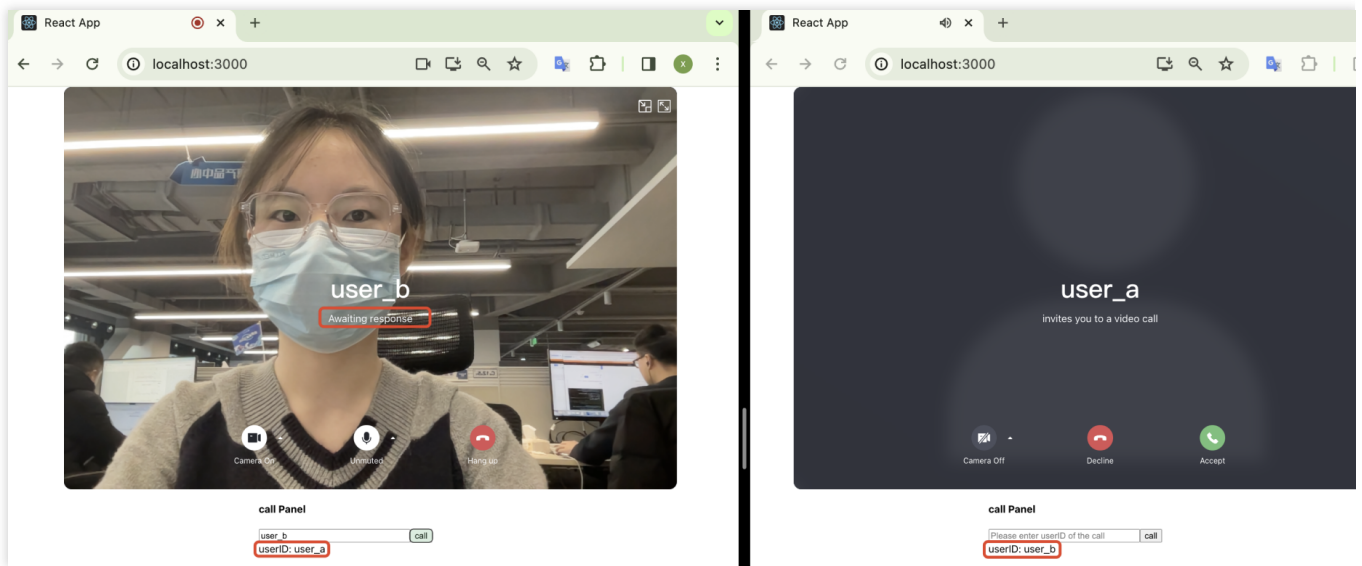 React App
localhost:3000
X
user_b
Awaiting response
Camera On
Unmuted
Hang up
call Panel
user_b
call
userID: user_a
React App
localhost:3000
user_a
invites you to a video call
Camera Off
Decline
Accept
call Panel
Please enter userID of the call
call
userID: user_b